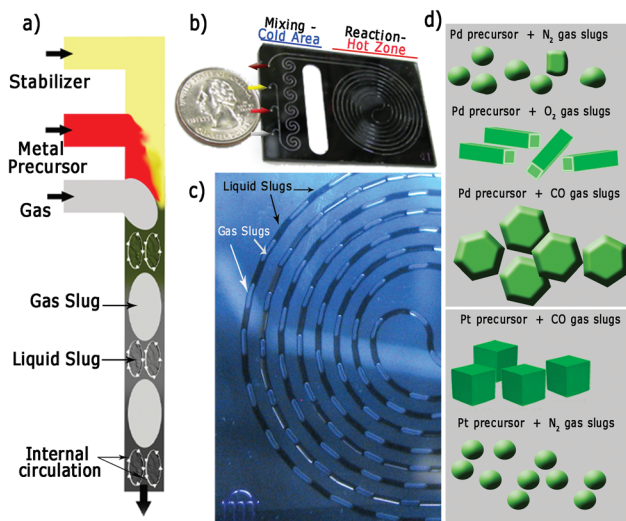 a)
Stabilizer
Metal
Precursor
Gas
Gas Slug
Liquid Slug
Internal
circulation
b)
Mixing -
Cold Area
Reaction-
Hot Zone
c)
Liquid Slugs
Gas Slugs
d)
Pd precursor + N₂ gas slugs
Pd precursor + O₂ gas slugs
Pd precursor + CO gas slugs
Pt precursor + CO gas slugs
Pt precursor + N₂ gas slugs